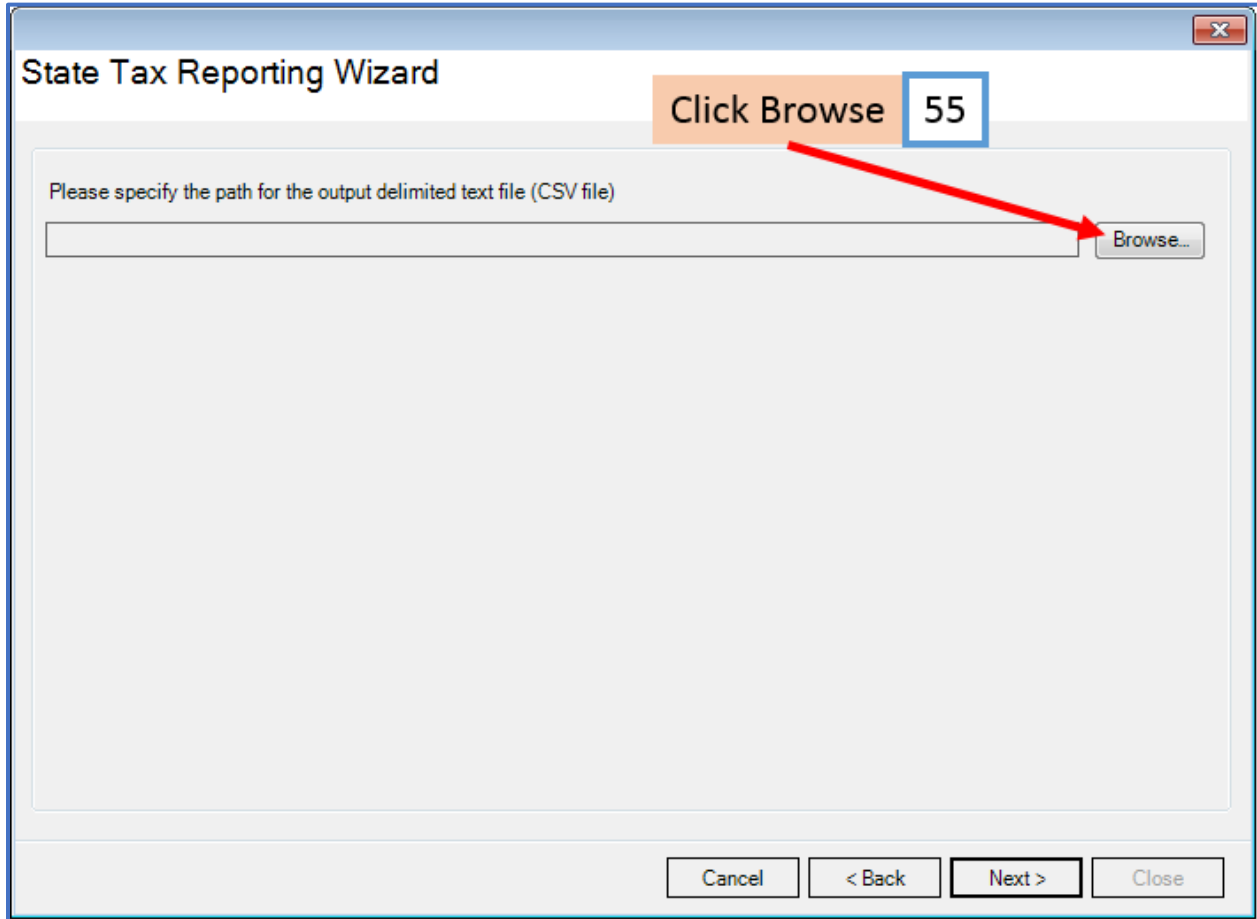 State Tax Reporting Wizard
Click Browse 55
Please specify the path for the output delimited text file (CSV file)
Browse...
Cancel < Back Next > Close